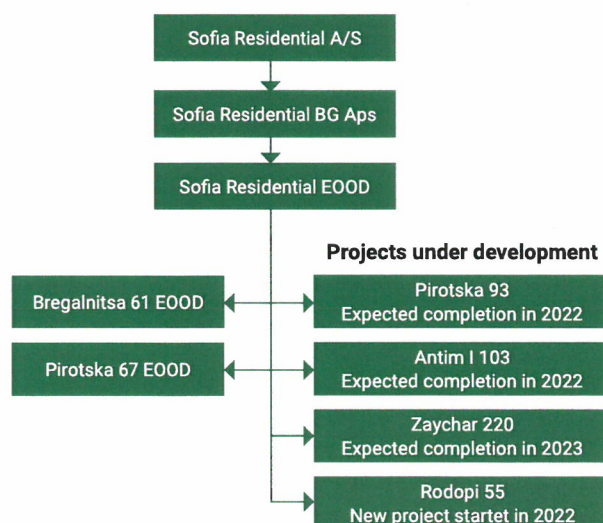 Sofia Residential A/S
Sofia Residential BG Aps
Sofia Residential EOOD
Projects under development
Bregalnitsa 61 EOOD
Pirotska 93
Expected completion in 2022
Pirotska 67 EOOD
Antim I 103
Expected completion in 2022
Zaychar 220
Expected completion in 2023
Rodopi 55
New project startet in 2022